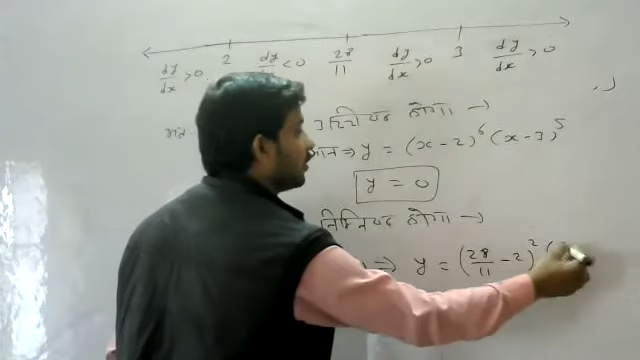 2 28/11 3
dy/dx > 0 dy/dx < 0 dy/dx > 0 dy/dx > 0
उच्चिष्ठ होगा →
मान ⇒ y = (x - 2)^6 (x - 3)^5
y = 0
निम्निष्ठ होगा →
⇒ y = (28/11 - 2)^2 (